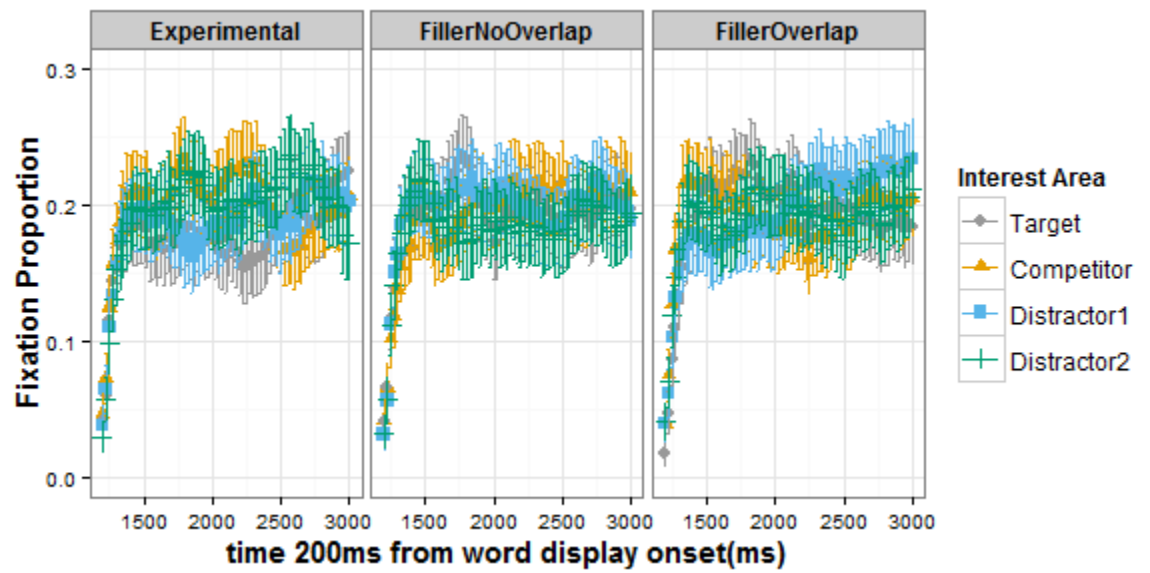 Experimental FillerNoOverlap FillerOverlap
0.3
0.2
0.1
0.0
Fixation Proportion
1500 2000 2500 3000 1500 2000 2500 3000 1500 2000 2500 3000
time 200ms from word display onset(ms)
Interest Area
Target
Competitor
Distractor1
Distractor2